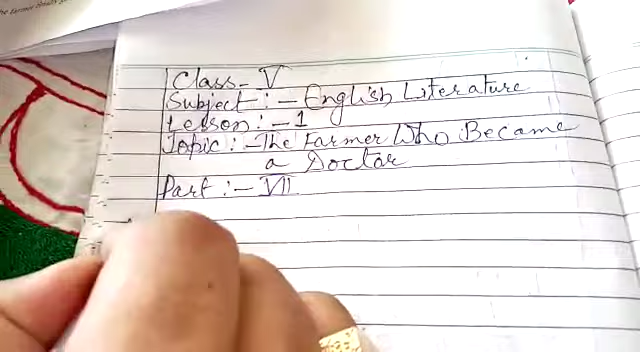 Class - V
Subject :- English Literature
Lesson :- 1
Topic :- The Farmer Who Became
a Doctor
Part :- VII